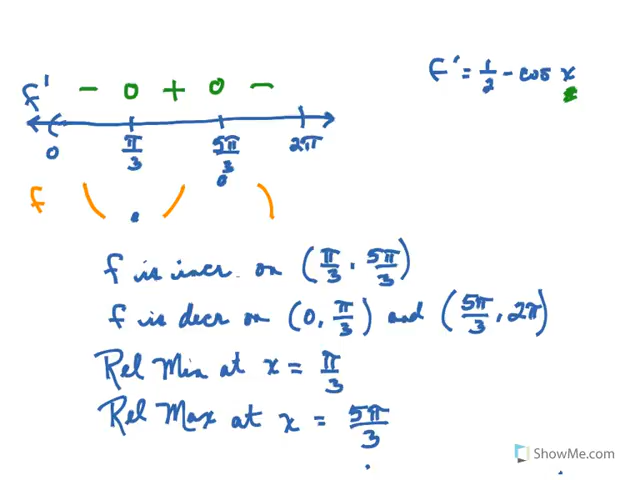 f' = 1/2 - cos x
f' - 0 + 0 -
0 π/3 5π/3 2π
f
f is incr. on (π/3, 5π/3)
f is decr on (0, π/3) and (5π/3, 2π)
Rel Min at x = π/3
Rel Max at x = 5π/3
ShowMe.com